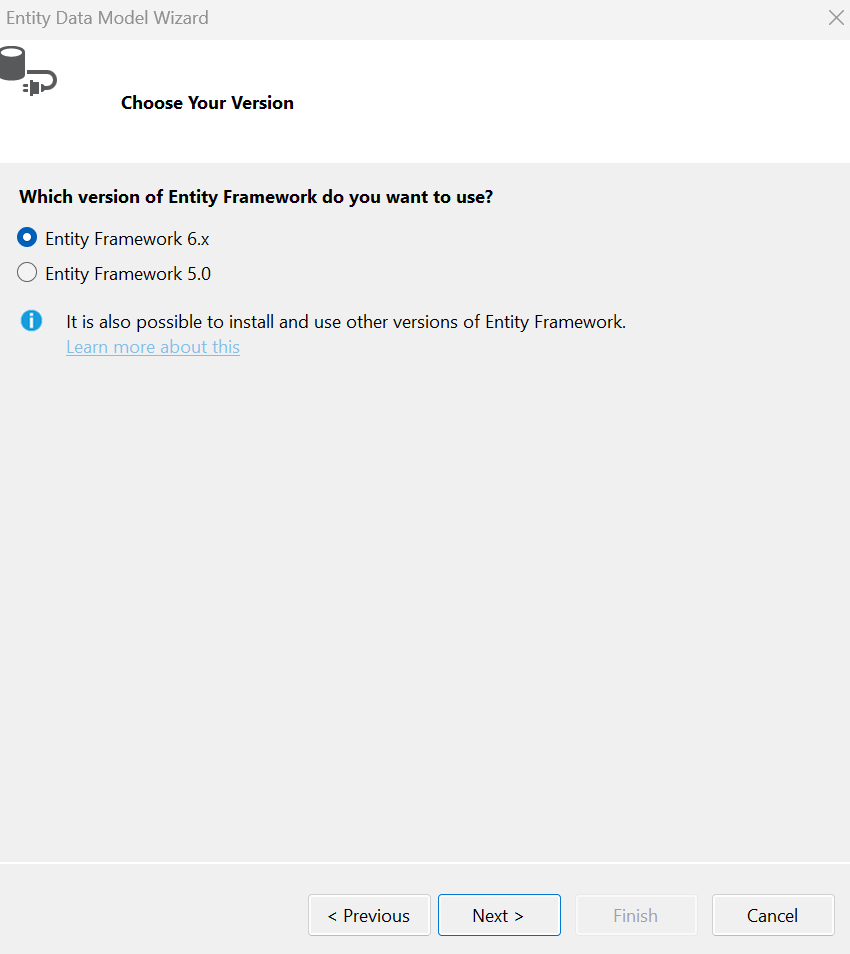 Entity Data Model Wizard
Choose Your Version
Which version of Entity Framework do you want to use?
Entity Framework 6.x
Entity Framework 5.0
It is also possible to install and use other versions of Entity Framework.
Learn more about this
< Previous
Next >
Finish
Cancel